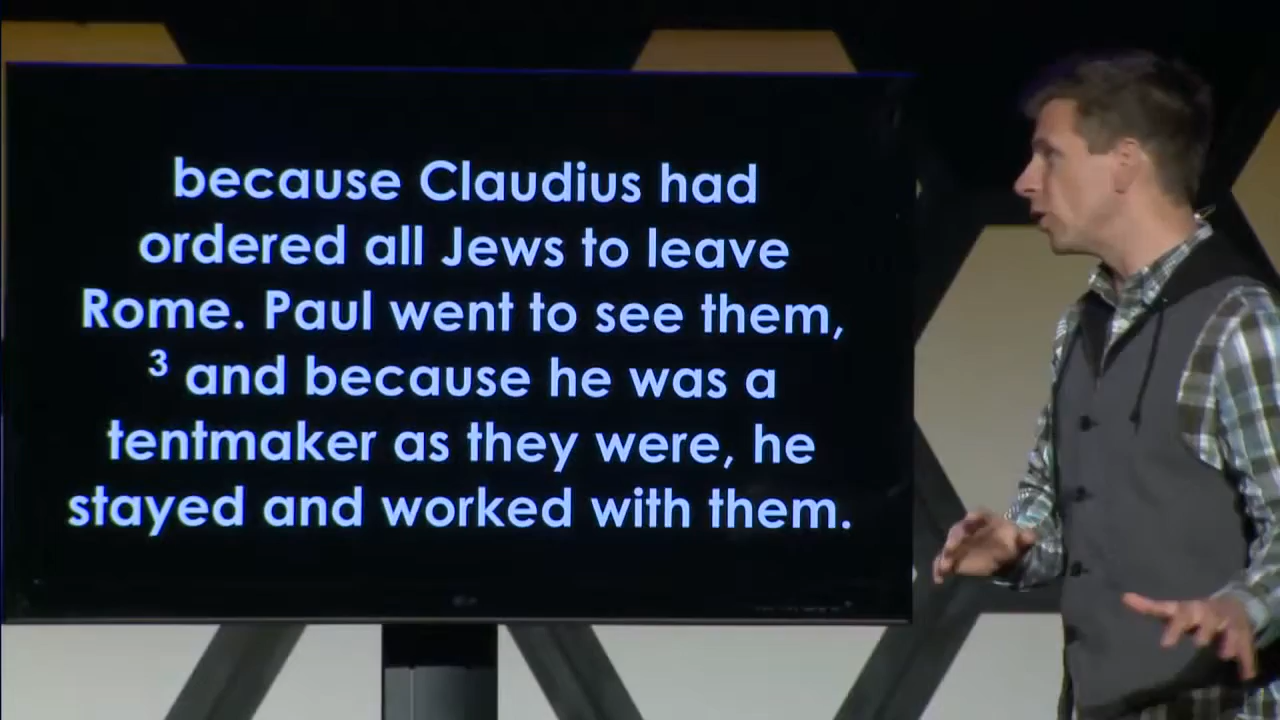 because Claudius had
ordered all Jews to leave
Rome. Paul went to see them,
3 and because he was a
tentmaker as they were, he
stayed and worked with them.